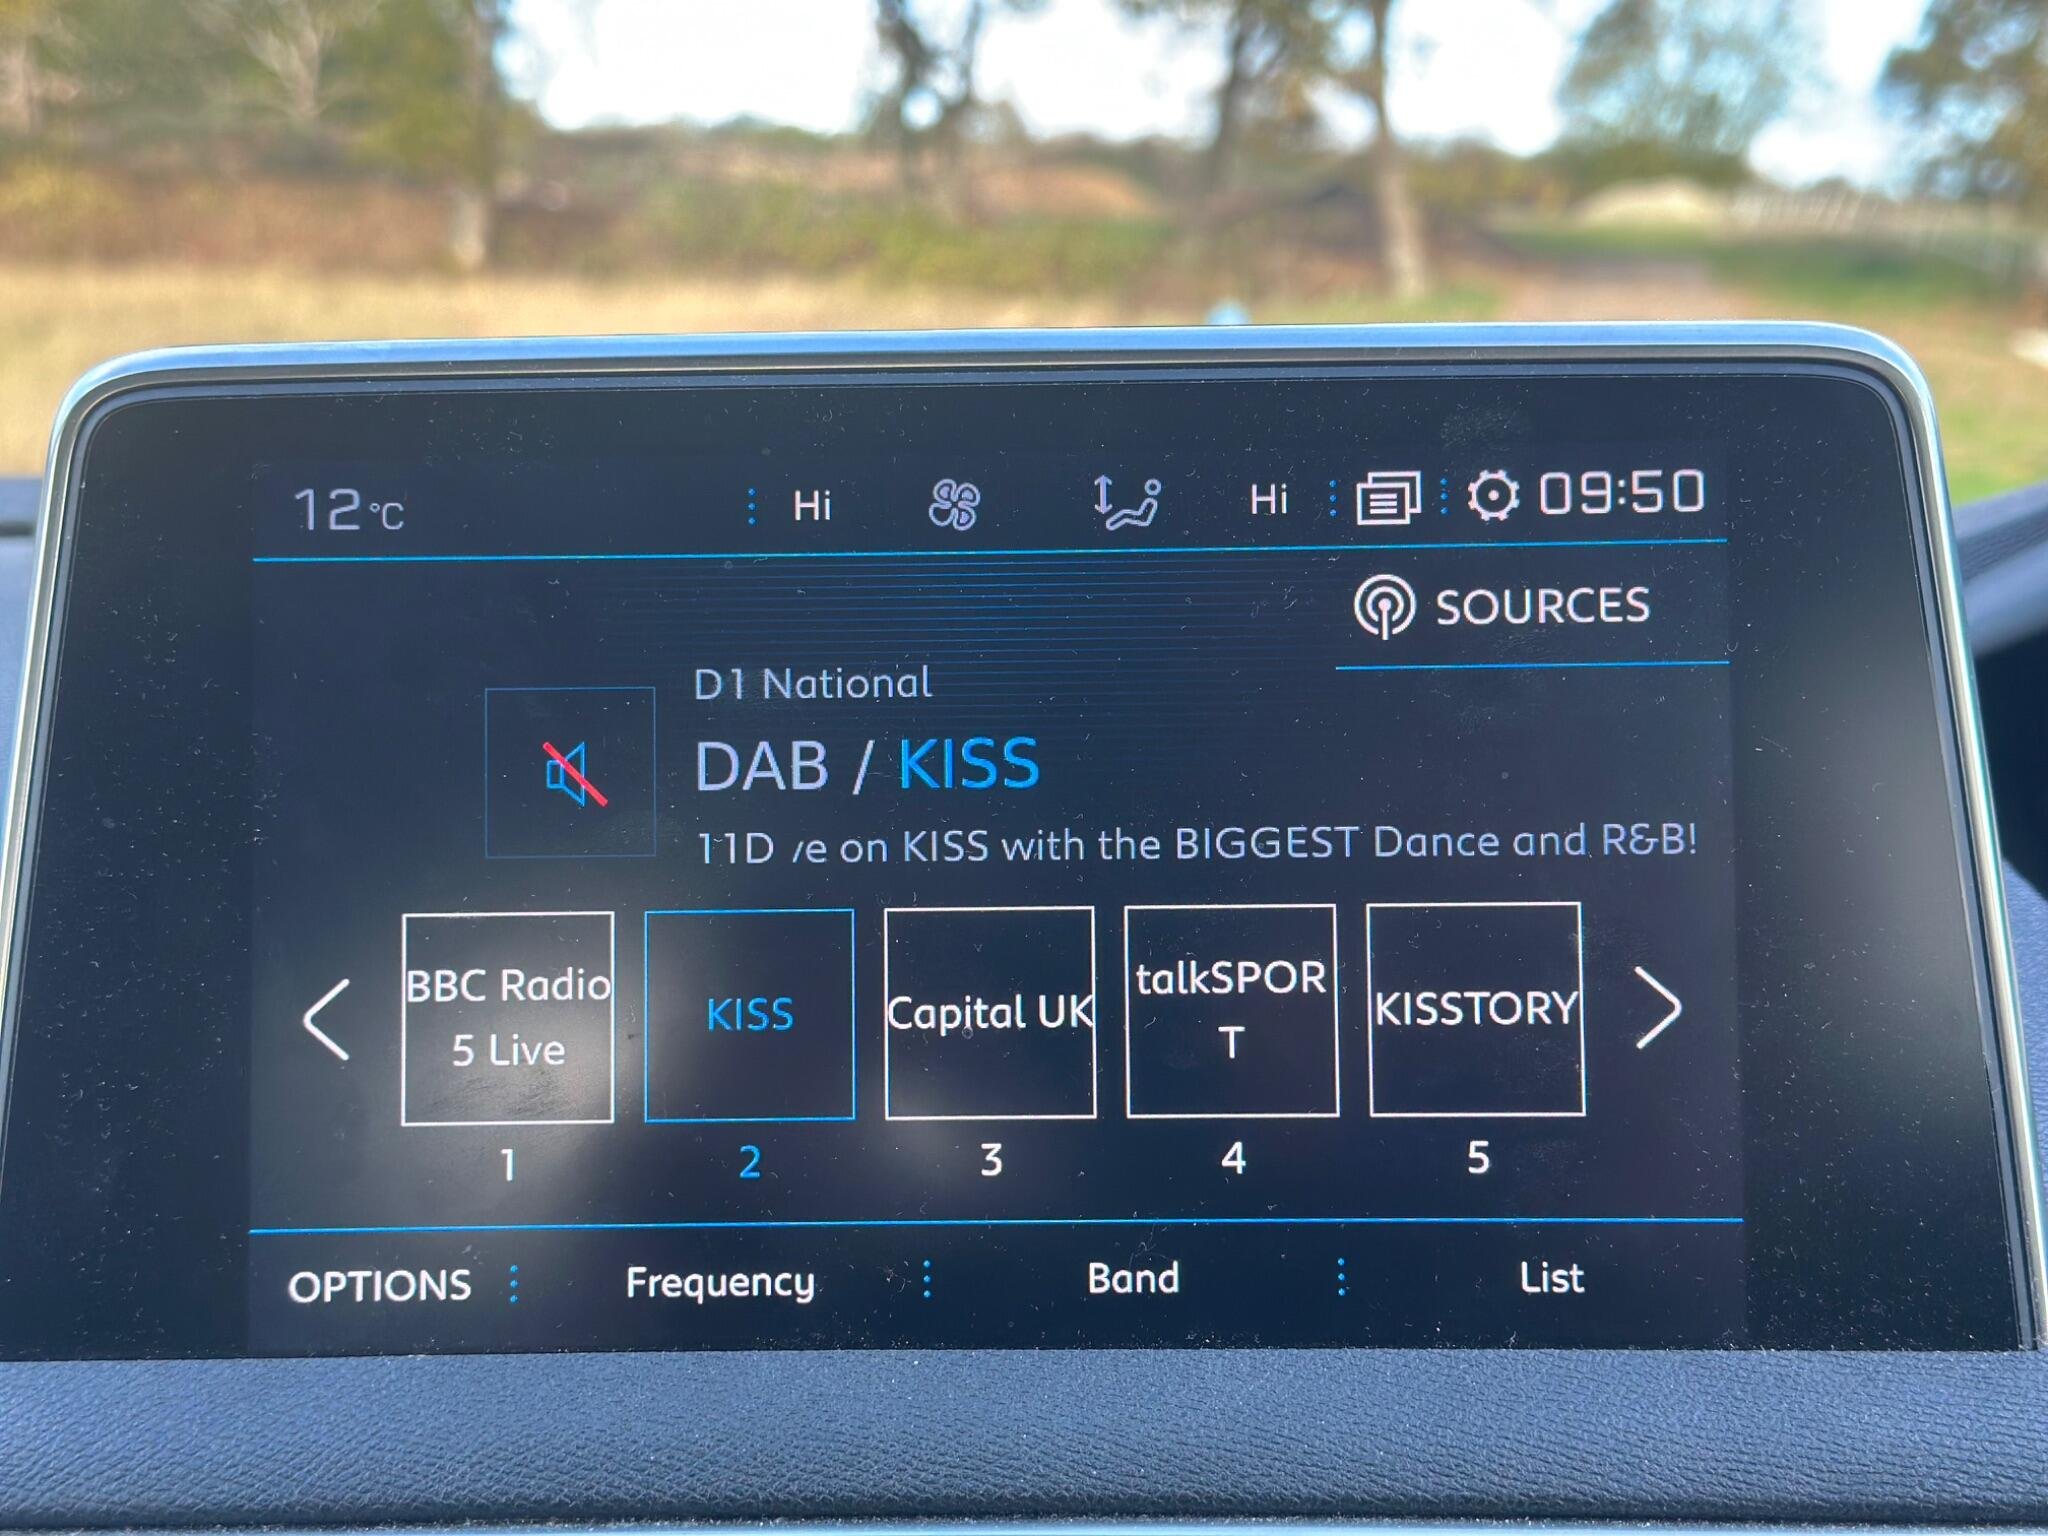 12°C Hi Hi 09:50
SOURCES
D1 National
DAB / KISS
11D /e on KISS with the BIGGEST Dance and R&B!
BBC Radio
5 Live
KISS
Capital UK
talkSPOR
T
KISSTORY
1 2 3 4 5
OPTIONS Frequency Band List